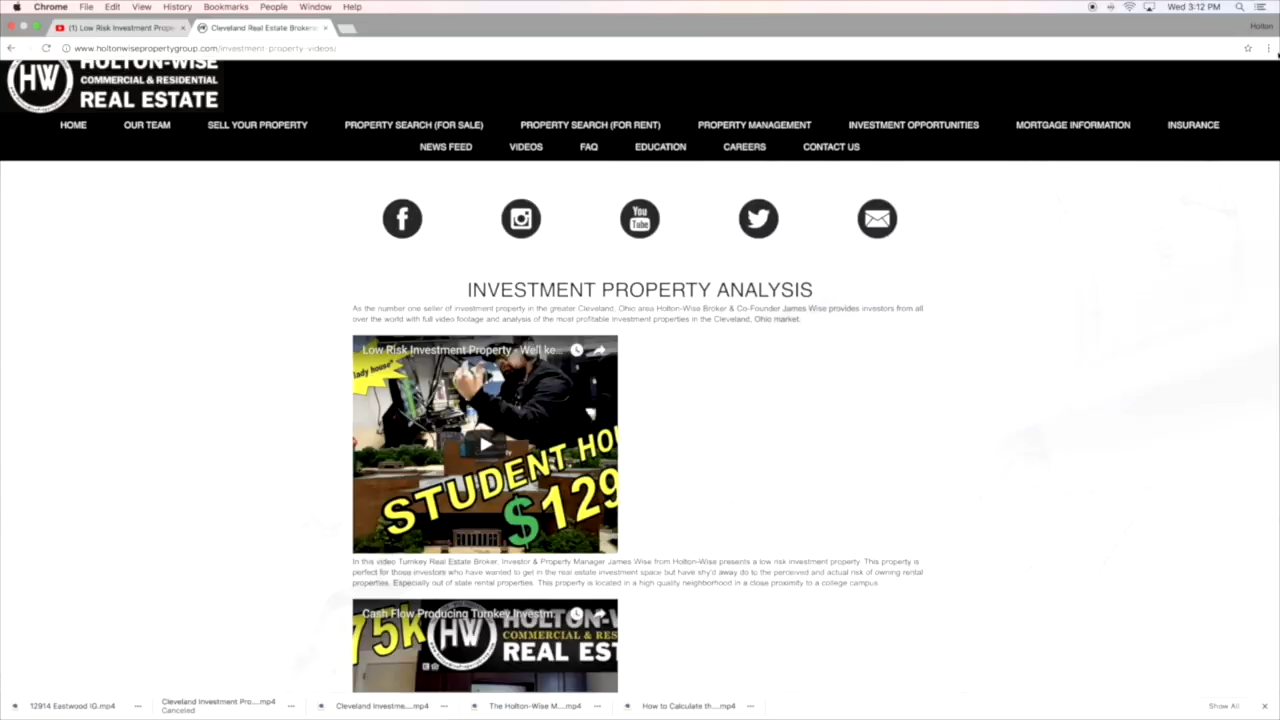 Chrome File Edit View History Bookmarks People Window Help Wed 3:12 PM
(1) Low Risk Investment Prope Cleveland Real Estate Brokers Holton
www.holtonwisepropertygroup.com/investment-property-videos/
HW HOLTON-WISE
COMMERCIAL & RESIDENTIAL
REAL ESTATE
HOME OUR TEAM SELL YOUR PROPERTY PROPERTY SEARCH (FOR SALE) PROPERTY SEARCH (FOR RENT) PROPERTY MANAGEMENT INVESTMENT OPPORTUNITIES MORTGAGE INFORMATION INSURANCE
NEWS FEED VIDEOS FAQ EDUCATION CAREERS CONTACT US
You
Tube
INVESTMENT PROPERTY ANALYSIS
As the number one seller of investment property in the greater Cleveland, Ohio area Holton-Wise Broker & Co-Founder James Wise provides investors from all
over the world with full video footage and analysis of the most profitable investment properties in the Cleveland, Ohio market.
Low Risk Investment Property - Well ke...
lady house"
STUDENT HOU
$129
In this video Turnkey Real Estate Broker, Investor & Property Manager James Wise from Holton-Wise presents a low risk investment property. This property is
perfect for those investors who have wanted to get in the real estate investment space but have shy'd away do to the perceived and actual risk of owning rental
properties. Especially out of state rental properties. This property is located in a high quality neighborhood in a close proximity to a college campus
Cash Flow Producing Turnkey Investm...
75k HW HOLTON-W
COMMERCIAL & RES
REAL EST
12914 Eastwood IG.mp4 Cleveland Investment Pro....mp4 Cleveland Investme....mp4 The Holton-Wise M....mp4 How to Calculate th....mp4 Show All
Canceled